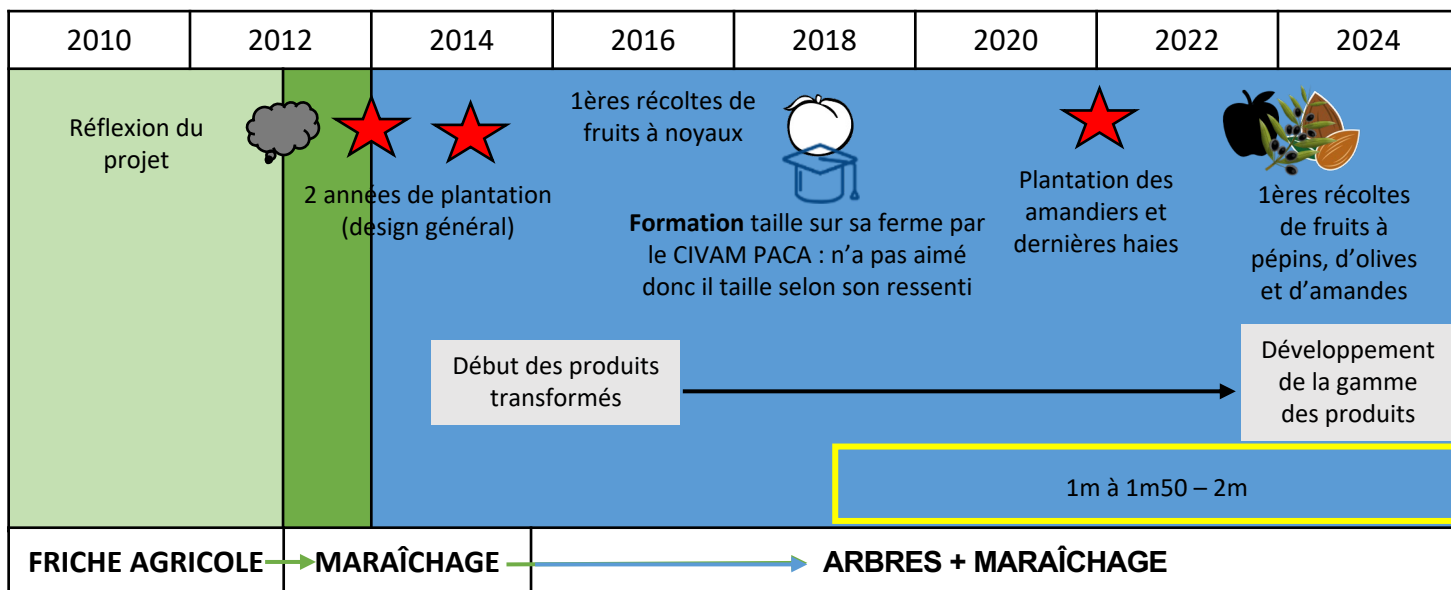 2010 2012 2014 2016 2018 2020 2022 2024
Réflexion du
projet
2 années de plantation
(design général)
1ères récoltes de
fruits à noyaux
Formation taille sur sa ferme par
le CIVAM PACA : n’a pas aimé
donc il taille selon son ressenti
Plantation des
amandiers et
dernières haies
1ères récoltes
de fruits à
pépins, d’olives
et d’amandes
Début des produits
transformés
Développement
de la gamme
des produits
1m à 1m50 – 2m
FRICHE AGRICOLE MARAÎCHAGE ARBRES + MARAÎCHAGE